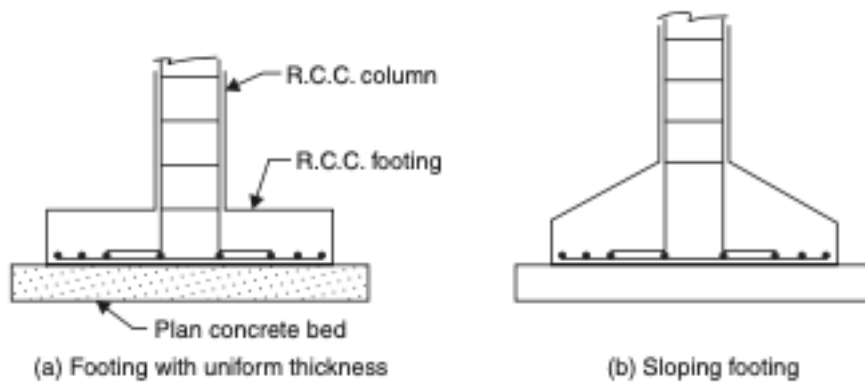 R.C.C. column
R.C.C. footing
Plan concrete bed
(a) Footing with uniform thickness
(b) Sloping footing